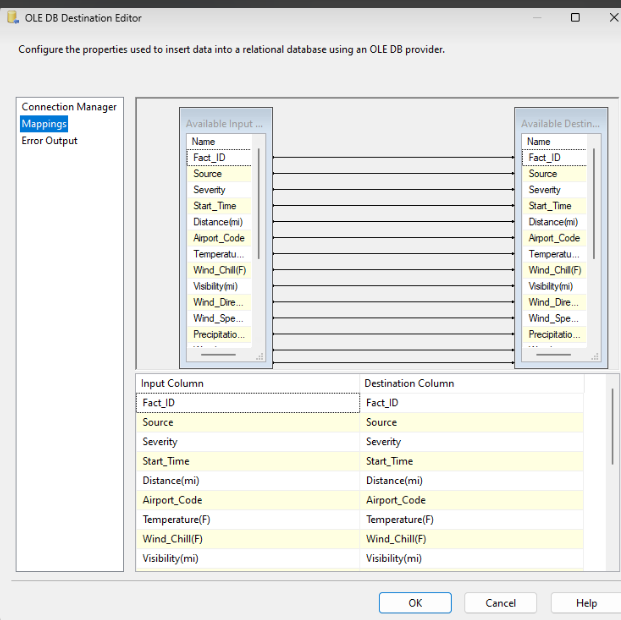 OLE DB Destination Editor
Configure the properties used to insert data into a relational database using an OLE DB provider.
Connection Manager
Mappings
Error Output
Available Input ...
Name
Fact_ID
Source
Severity
Start_Time
Distance(mi)
Airport_Code
Temperatu...
Wind_Chill(F)
Visibility(mi)
Wind_Dire...
Wind_Spe...
Precipitatio...
Available Destin...
Name
Fact_ID
Source
Severity
Start_Time
Distance(mi)
Airport_Code
Temperatu...
Wind_Chill(F)
Visibility(mi)
Wind_Dire...
Wind_Spe...
Precipitatio...
Input Column Destination Column
Fact_ID Fact_ID
Source Source
Severity Severity
Start_Time Start_Time
Distance(mi) Distance(mi)
Airport_Code Airport_Code
Temperature(F) Temperature(F)
Wind_Chill(F) Wind_Chill(F)
Visibility(mi) Visibility(mi)
OK Cancel Help